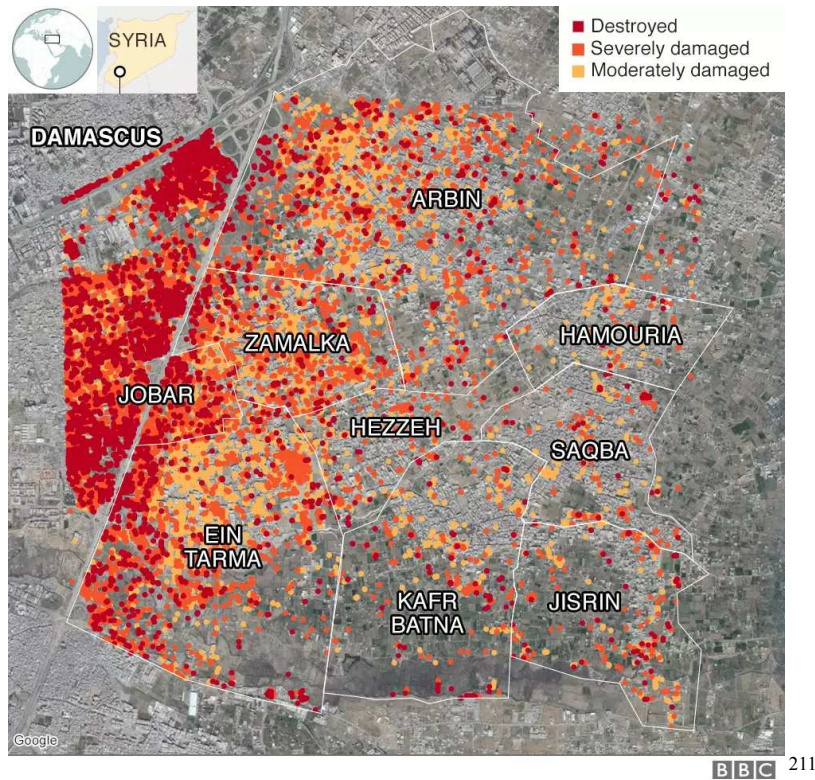 SYRIA
Destroyed
Severely damaged
Moderately damaged
DAMASCUS
ARBIN
ZAMALKA
HAMOURIA
JOBAR
HEZZEH
SAQBA
EIN
TARMA
KAFR
BATNA
JISRIN
Google
BBC
211